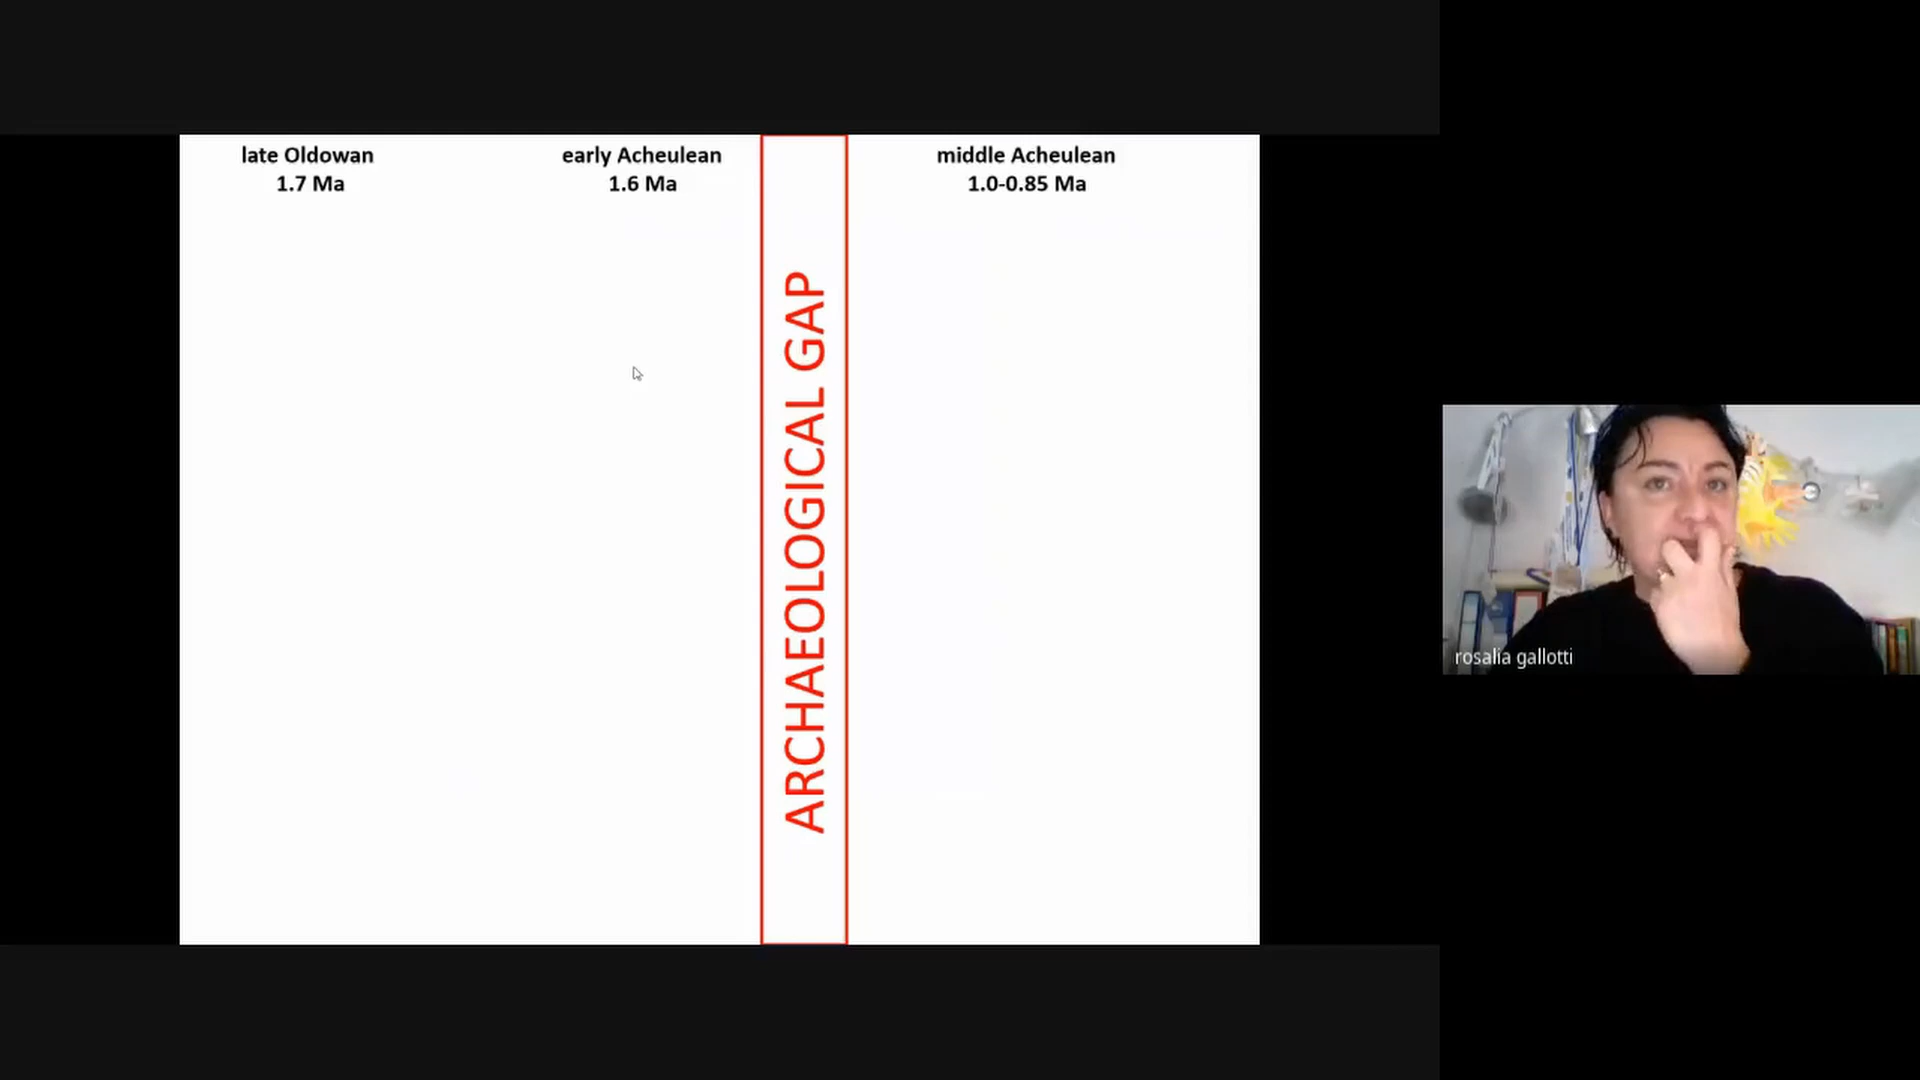 late Oldowan
1.7 Ma
early Acheulean
1.6 Ma
ARCHAEOLOGICAL GAP
middle Acheulean
1.0-0.85 Ma
rosalia gallotti